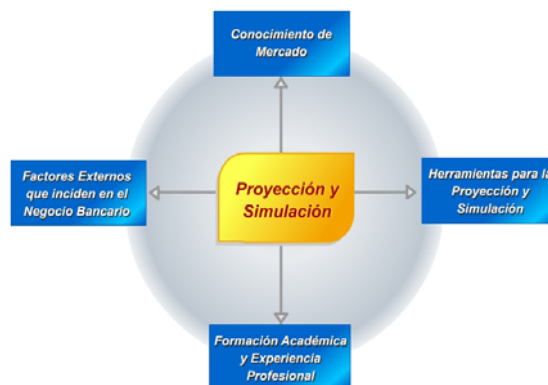 Conocimiento de
Mercado
Factores Externos
que inciden en el
Negocio Bancario
Proyección y
Simulación
Herramientas para la
Proyección y
Simulación
Formación Académica
y Experiencia
Profesional